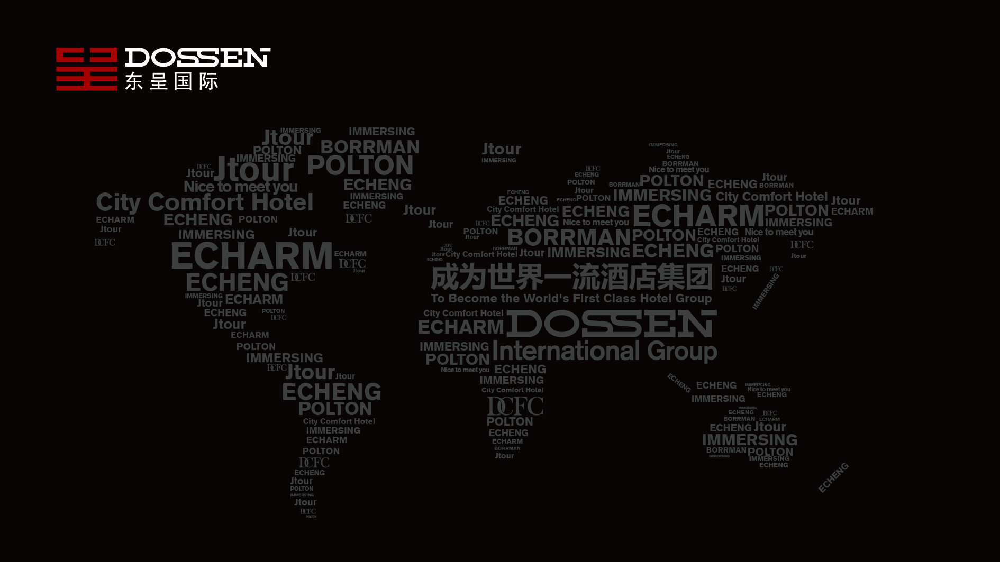 DOSSEN
东呈国际
IMMERSING
Jtour
IMMERSING
POLTON
BORRMAN
IMMERSING
DCFC
Jtour
Jtour
POLTON
Nice to meet you
ECHENG
City Comfort Hotel
IMMERSING
ECHENG
ECHARM
ECHENG
POLTON
DCFC
Jtour
IMMERSING
Jtour
DCFC
ECHARM
ECHARM
DCFC
Jtour
ECHENG
DCFC
IMMERSING
ECHARM
Jtour
ECHENG
POLTON
DCFC
Jtour
ECHARM
POLTON
IMMERSING
DCFC
Jtour
Jtour
ECHENG
POLTON
City Comfort Hotel
IMMERSING
ECHARM
POLTON
DCFC
ECHENG
Jtour
POLTON
IMMERSING
Jtour
DCFC
POLTON
Jtour
Jtour
IMMERSING
IMMERSING
Jtour
ECHENG
BORRMAN
Nice to meet you
DCFC
ECHENG
POLTON
BORRMAN
POLTON
ECHENG
Jtour
BORRMAN
Jtour
ECHENG
ECHENG
ECHENG
POLTON
IMMERSING
City Comfort Hotel
Jtour
City Comfort Hotel
ECHENG
ECHARM
POLTON
ECHARM
Jtour
DCFC
ECHENG
Nice to meet you
IMMERSING
POLTON
Jtour
BORRMAN
POLTON
ECHENG
Nice to meet you
City Comfort Hotel
DCFC
Jtour
BORRMAN
Jtour
City Comfort Hotel
Jtour
IMMERSING
ECHENG
POLTON
DCFC
ECHENG
IMMERSING
Jtour
成为世界一流酒店集团
ECHENG
DCFC
Jtour
DCFC
IMMERSING
To Become the World's First Class Hotel Group
City Comfort Hotel
ECHARM
DOSSEN
IMMERSING
International Group
POLTON
Nice to meet you
ECHENG
IMMERSING
City Comfort Hotel
DCFC
POLTON
ECHENG
ECHARM
BORRMAN
Jtour
ECHENG
ECHENG
IMMERSING
Nice to meet you
ECHENG
IMMERSING
IMMERSING
ECHENG
DCFC
BORRMAN
ECHARM
ECHENG
Jtour
IMMERSING
BORRMAN
POLTON
IMMERSING
IMMERSING
ECHENG
ECHENG